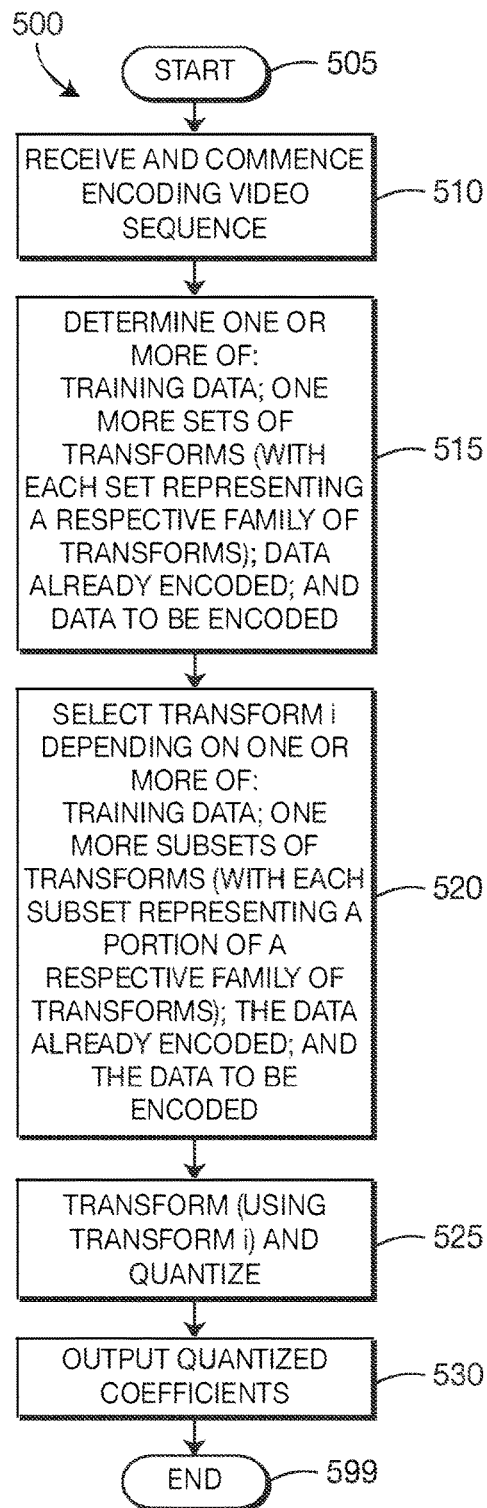 500
START
505
RECEIVE AND COMMENCE
ENCODING VIDEO
SEQUENCE
510
DETERMINE ONE OR
MORE OF:
TRAINING DATA; ONE
MORE SETS OF
TRANSFORMS (WITH
EACH SET REPRESENTING
A RESPECTIVE FAMILY OF
TRANSFORMS); DATA
ALREADY ENCODED; AND
DATA TO BE ENCODED
515
SELECT TRANSFORM i
DEPENDING ON ONE OR
MORE OF:
TRAINING DATA; ONE
MORE SUBSETS OF
TRANSFORMS (WITH EACH
SUBSET REPRESENTING A
PORTION OF A
RESPECTIVE FAMILY OF
TRANSFORMS); THE DATA
ALREADY ENCODED; AND
THE DATA TO BE
ENCODED
520
TRANSFORM (USING
TRANSFORM i) AND
QUANTIZE
525
OUTPUT QUANTIZED
COEFFICIENTS
530
END
599